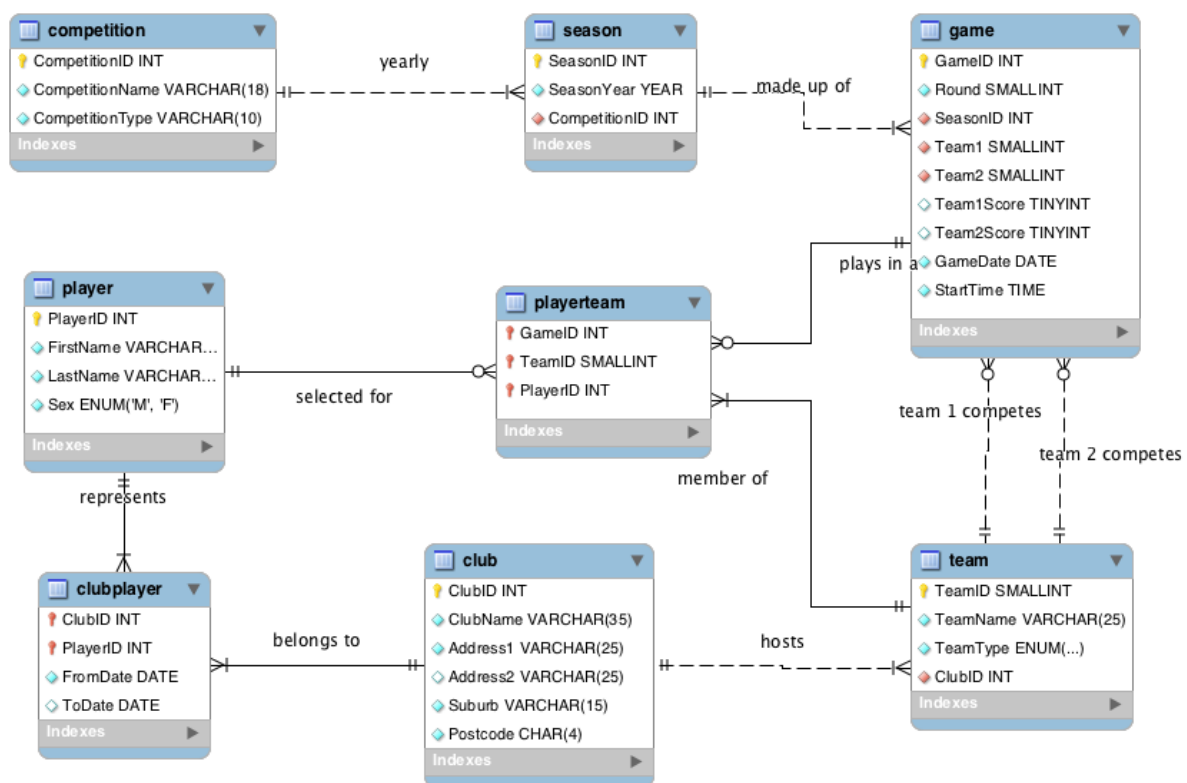 competition
CompetitionID INT
CompetitionName VARCHAR(18)
CompetitionType VARCHAR(10)
Indexes
yearly
season
SeasonID INT
SeasonYear YEAR
CompetitionID INT
Indexes
made up of
game
GameID INT
Round SMALLINT
SeasonID INT
Team1 SMALLINT
Team2 SMALLINT
Team1Score TINYINT
Team2Score TINYINT
GameDate DATE
StartTime TIME
Indexes
plays in a
player
PlayerID INT
FirstName VARCHAR...
LastName VARCHAR...
Sex ENUM('M', 'F')
Indexes
selected for
playerteam
GameID INT
TeamID SMALLINT
PlayerID INT
Indexes
team 1 competes
team 2 competes
member of
represents
clubplayer
ClubID INT
PlayerID INT
FromDate DATE
ToDate DATE
Indexes
belongs to
club
ClubID INT
ClubName VARCHAR(35)
Address1 VARCHAR(25)
Address2 VARCHAR(25)
Suburb VARCHAR(15)
Postcode CHAR(4)
Indexes
hosts
team
TeamID SMALLINT
TeamName VARCHAR(25)
TeamType ENUM(...)
ClubID INT
Indexes